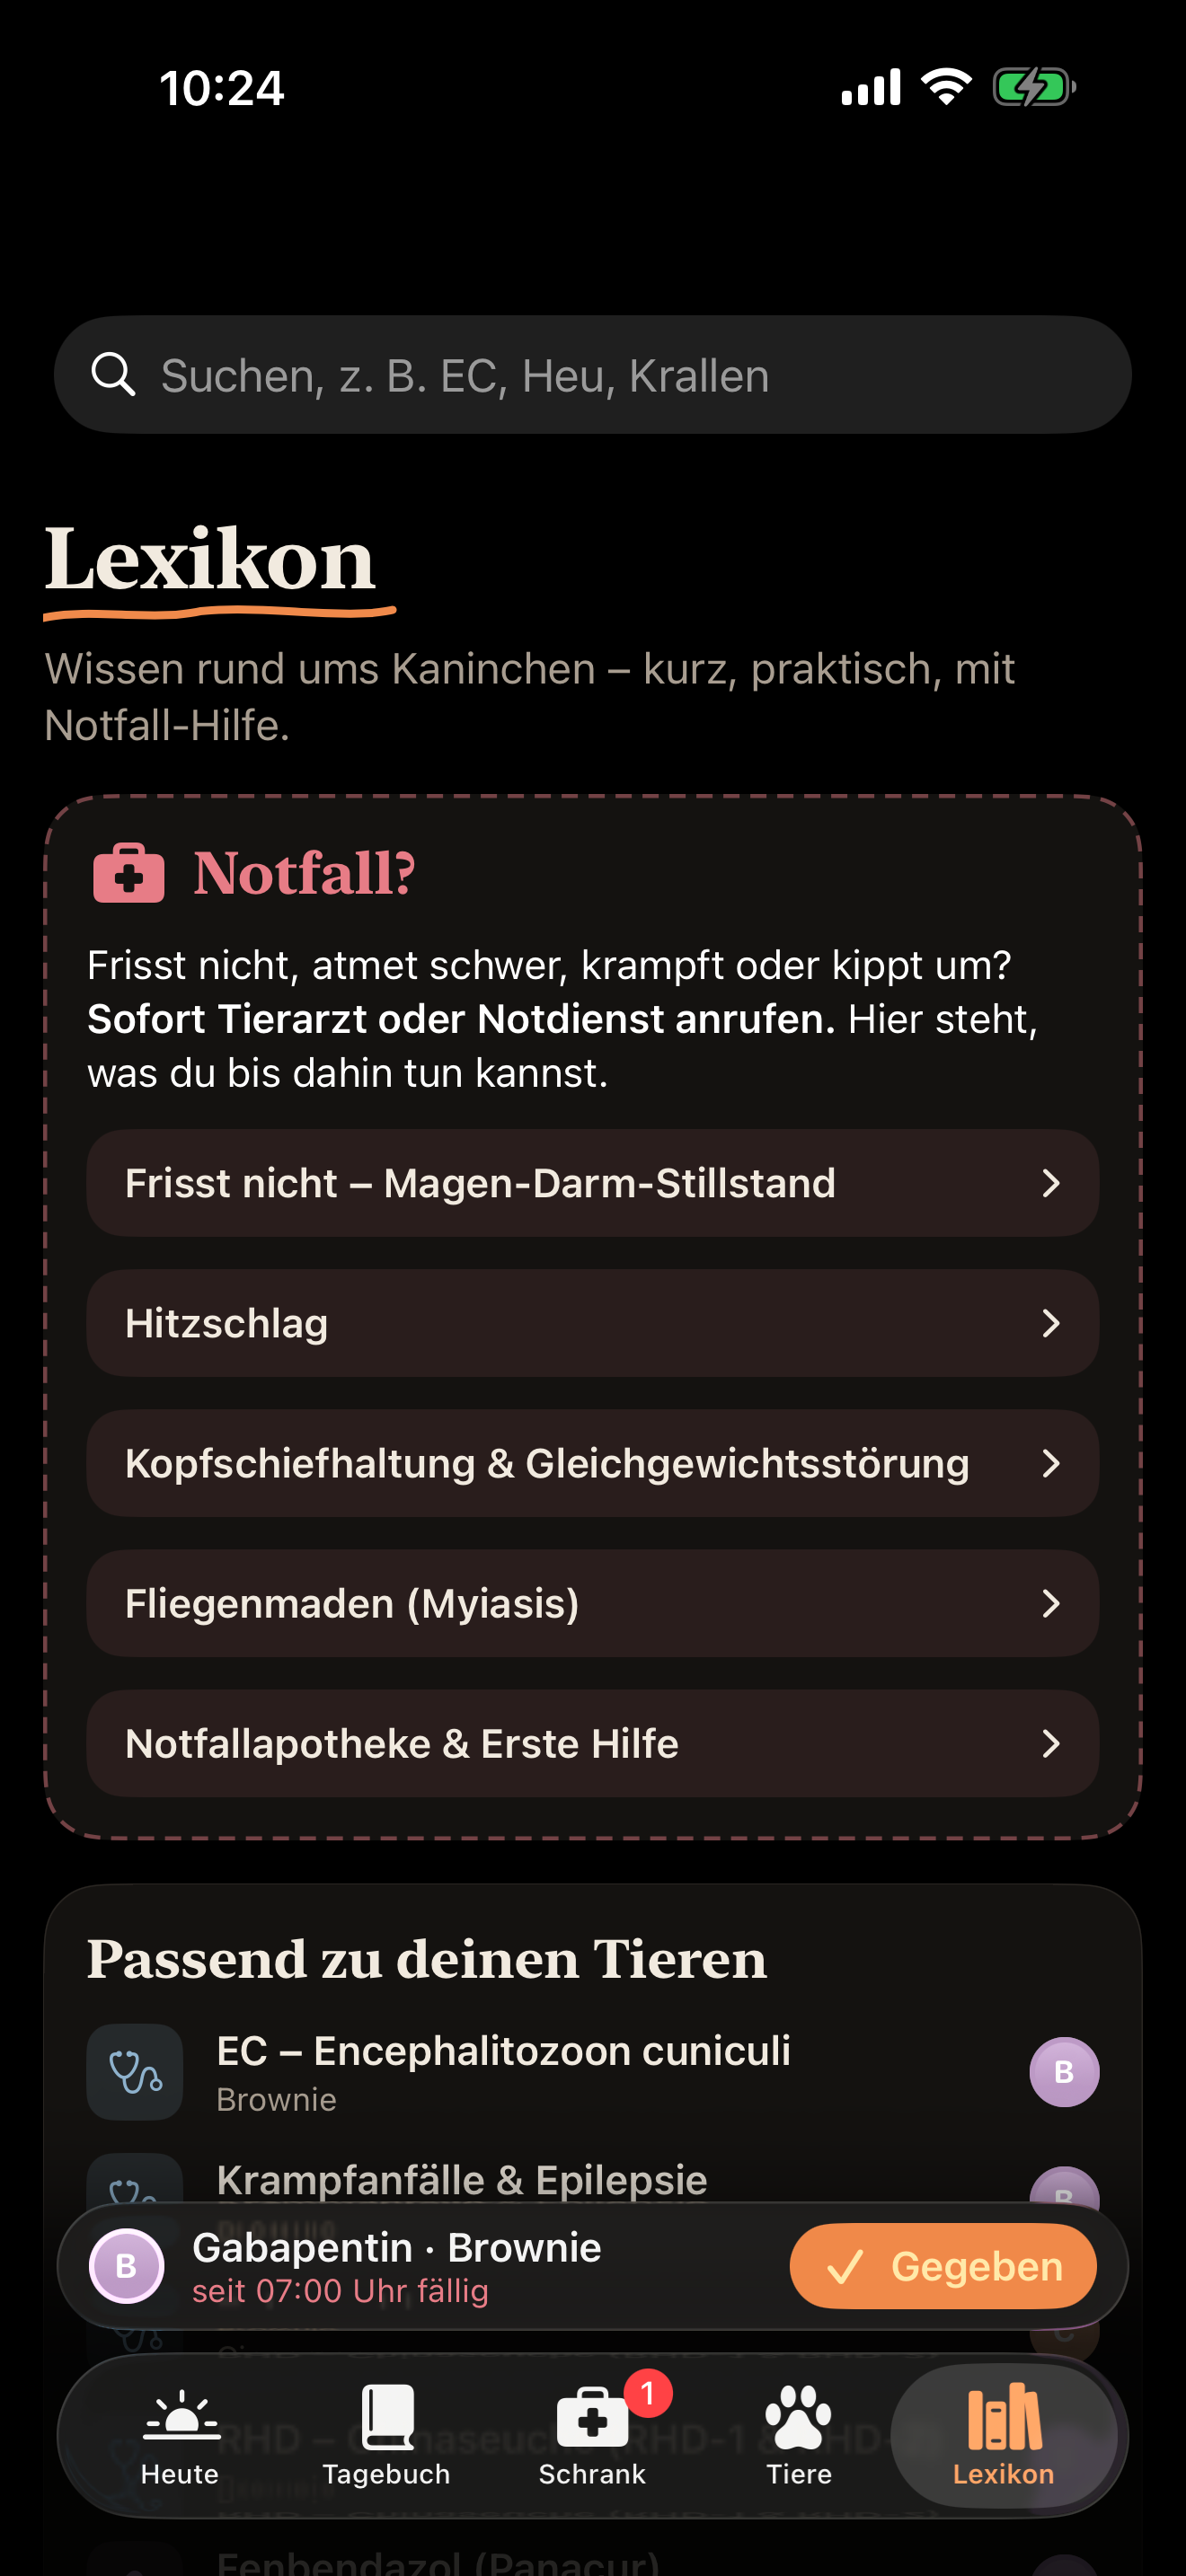 10:24
Suchen, z. B. EC, Heu, Krallen
Lexikon
Wissen rund ums Kaninchen – kurz, praktisch, mit
Notfall-Hilfe.
Notfall?
Frisst nicht, atmet schwer, krampft oder kippt um?
Sofort Tierarzt oder Notdienst anrufen. Hier steht,
was du bis dahin tun kannst.
Frisst nicht – Magen-Darm-Stillstand
Hitzschlag
Kopfschiefhaltung & Gleichgewichtsstörung
Fliegenmaden (Myiasis)
Notfallapotheke & Erste Hilfe
Passend zu deinen Tieren
EC – Encephalitozoon cuniculi
Brownie
B
Krampfanfälle & Epilepsie
B
B
Gabapentin · Brownie
seit 07:00 Uhr fällig
Gegeben
C
RHD –
1
Heute
Tagebuch
Schrank
Tiere
Lexikon
Fenbendazol (Panacur)